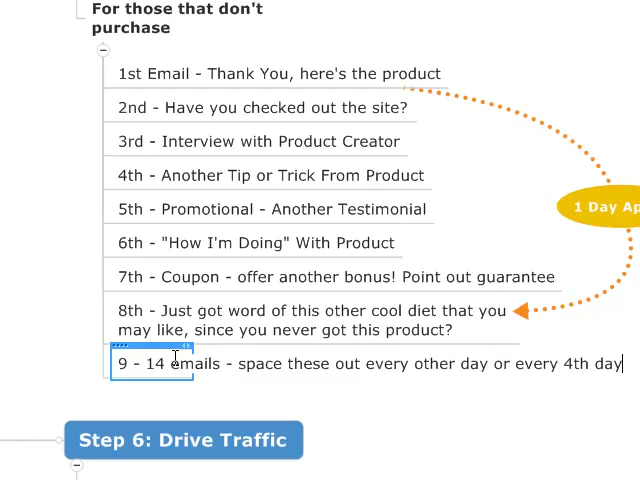 For those that don't
purchase
1st Email - Thank You, here's the product
2nd - Have you checked out the site?
3rd - Interview with Product Creator
4th - Another Tip or Trick From Product
5th - Promotional - Another Testimonial
1 Day Ap
6th - "How I'm Doing" With Product
7th - Coupon - offer another bonus! Point out guarantee
8th - Just got word of this other cool diet that you
may like, since you never got this product?
9 - 14 emails - space these out every other day or every 4th day
Step 6: Drive Traffic